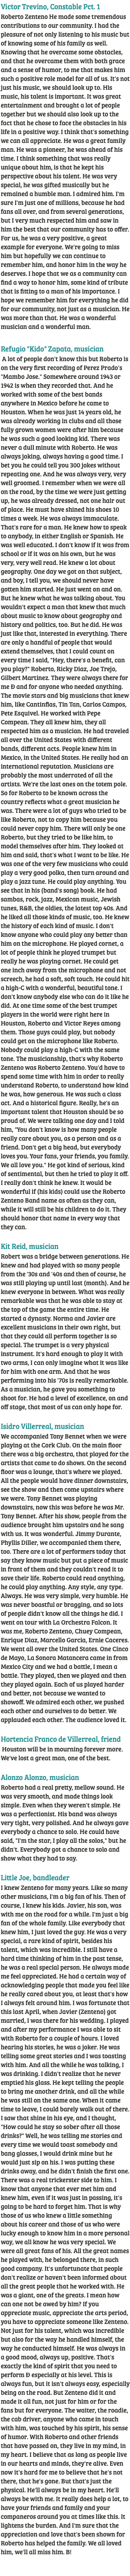 Victor Trevino, Constable Pct. 1
Roberto Zenteno He made some tremendous
contributions to our community. I had the
pleasure of not only listening to his music but
of knowing some of his family as well.
Knowing that he overcame some obstacles,
and that he overcame them with both grace
and a sense of humor, to me that makes him
such a positive role model for all of us. It's not
just his music, we should look up to. His
music, his talent is important. It was great
entertainment. It brought a lot of people
together but we should also look up to the
fact that he chose to face the obstacles in his
life in a positive way. I think that's something
we can all appreciate. He was a great family
man. He was a pioneer, he was ahead of his
time. I think something that was really
unique about him, is that he kept his
perspective about his talent. He was very
special, he was gifted musically but he
remained a humble man. I admired him. I'm
sure I'm just one of millions, because he had
fans all over, and from several generations,
but I very much respected him and saw in
him the best that our community has to offer.
For us, he was a very positive, a great
example for everyone. We're going to miss
him but hopefully we can continue to
remember him, and honor him in the way he
deserves. I hope that we as a community can
find a way to honor him, some kind of tribute
that is fitting to a man of his importance. I
hope we remember him for everything he did
for our community, not just as a musician. He
was more than that. He was a wonderful
musician and a wonderful man.

Refugio "Kido" Zapata, musician
A lot of people don't know this but Roberto is
on the very first recording of Perez Prado's
"Mambo Jose." Somewhere around 1943 or
1942 was when they recorded that. And he
worked with some of the best bands
anywhere in Mexico before he came to
Houston. When he was just 14 years old, he
was already working in clubs and all those
fully grown women were after him because
he was such a good looking kid. There was
never a dull minute with Roberto. He was
always joking, always having a good time. I
bet you he could tell you 300 jokes without
repeating one. And he was always very, very
well groomed. I remember when we were all
on the road, by the time we were just getting
up, he was already dressed, not one hair out
of place. He must have shined his shoes 10
times a week. He was always immaculate.
That's rare for a man. He knew how to speak
to anybody, in either English or Spanish. He
was well educated. I don't know if it was from
school or if it was on his own, but he was
very, very well read. He knew a lot about
geography. One day we got on that subject,
and boy, I tell you, we should never have
gotten him started. He just went on and on.
But he knew what he was talking about. You
wouldn't expect a man that knew that much
about music to know about geography and
history and politics, too. But he did. He was
just like that, interested in everything. There
are only a handful of people that would
extend themselves, that I could count on
every time I said, "Hey, there's a benefit, can
you play?" Roberto, Ricky Diaz, Joe Trejo,
Gilbert Martinez. They were always there for
me B and for anyone who needed anything.
The movie stars and big musicians that knew
him, like Cantinflas, Tin Tan, Carlos Campos,
Pete Esquivel. He worked with Pepe
Compean. They all knew him, they all
respected him as a musician. He had traveled
all over the United States with different
bands, different acts. People knew him in
Mexico, in the United States. He really had an
international reputation. Musicians are
probably the most underrated of all the
artists. We're the last ones on the totem pole.
So for Roberto to be known across the
country reflects what a great musician he
was. There were a lot of guys who tried to be
like Roberto, not to copy him because you
could never copy him. There will only be one
Roberto, but they tried to be like him, to
model themselves after him. They looked at
him and said, that's what I want to be like. He
was one of the very few musicians who could
play a very good polka, then turn around and
play a jazz tune. He could play anything. You
see that in his (band's song) book. He had
mambos, rock, jazz, Mexican music, Jewish
tunes, R&B, the oldies, the latest top 40. And
he liked all those kinds of music, too. He knew
the history of each kind of music. I don't
know anyone who could play any better than
him on the microphone. He played cornet, a
lot of people think he played trumpet but
really he was playing cornet. He could get
one inch away from the microphone and not
screech, he had a soft, soft touch. He could hit
a high-C with a wonderful, beautiful tone. I
don't know anybody else who can do it like he
did. At one time some of the best trumpet
players in the world were right here in
Houston, Roberto and Victor Reyes among
them. Those guys could play, but nobody
could get on the microphone like Roberto.
Nobody could play a high-C with the same
tone. The musicianship, that's why Roberto
Zenteno was Roberto Zenteno. You'd have to
spend some time with him in order to really
appreciate him, in order to understand how kind
he was, how generous. He was such a class
act. And a historical figure. Really, he's an
important talent that Houston should be so
proud of. We were talking one day and I told
him, "You don't know is how many people
really care about you, as a person and as a
friend. Don't get a big head, but everybody
loves you. Your fans, your friends, you family.
We all love you." He got kind of serious, kind
of sentimental, but then he tried to play it off.
I really don't think he knew. It would be
wonderful if (his kids) could use the Roberto
Zenteno Band name as often as they can,
while it will still be his children to do it. They
should honor that name in every way that
they can.

Kit Reid, musician
Robert was a bridge between generations. He
knew and had played with so many people
from the '30s and '40s and then of course, he
was still playing up until last (month). And, he
knew everyone in between. What was really
remarkable was that he was able to stay at
the top of the game the entire time. He
started a dynasty. Norma and Javier are
excellent musicians in their own right, but
that they could all perform together is so
special. The trumpet is a very physical
instrument. It's hard enough to play it with
two arms, I can only imagine what it was like
for him with one arm. And that he was
performing into his '70s is really remarkable.
As a musician, he gave you something to
shoot for. He had a level of excellence, on and
off stage, that most of us can only hope for.

Isidro Villerreal, musician
We accompanied Tony Bennet when we were
playing at the Cork Club. On the main floor
there was a big showroom, that played for the
artists that came to town and on the second
floor was a lounge, that's where we played.
All the people would have dinner downstairs,
see the show and then come upstairs where
we were. Tony Bennet was playing
downstairs, now this was before he was Mr.
Tony Bennet. After his show, people from the
audience brought him upstairs and he sang
with us. It was wonderful. Jimmy Durante,
Phyllis Diller, we accompanied them there,
too. There are a lot of performers today that
say they know music but put a piece of music
in front of them and they couldn't read it to
save their life. Roberto could read anything,
he could play anything. Any style, any type.
Always. He was very simple, very humble. He
was never forceful or bragging, and so a lots
of people didn't know all the things he did. I
was on tour with La Orchestra Falcon. It
was me, Roberto Zenteno, Chuey Compean,
Enrique Diaz, Marcello Garcia, Ernie Cantos.
We went all over the United States. One Cinco
de Mayo, La Sonora Matancera came in from
Mexico City and we had a battle, I mean a
battle. They played, then we played and then
they played again. Each of us played harder
and better, not because we wanted to
showoff. We admired each other, we pushed
each other and ourselves to do better. We
applauded each other. The audience loved it.

Hortencia Franco de Villerreal, friend
Houston will be in mourning forever more.
We've lost a great man, one of the best.

Alonzo Alonzo, musician
Roberto had a real pretty, mellow sound. He
was very smooth, and made things look
simple. Even when they weren't simple. He
was a perfectionist. His band was always
very tight, very polished. And he always gave
everybody a chance to solo. He could have
said, "I'm the star, I play all the solos," but he
didn't. Everybody got a chance to solo and
show what they had to say.

Little Joe, bandleader
I knew Zenteno for many years. Like so many
others, I've always been a big fan. And then of
course, I knew his kids. Javier, his son, was
with me on the road for a while. I'm just a big
fan of the whole family. Like everybody that
knew him, I just loved the guy. He was a very
special, a rare kind of spirit, besides his
talent, which was incredible. I still have a
hard time thinking of him in the past tense,
he was a real special person. He always made
me feel appreciated. He had a certain way of
acknowledging people that made you feel like
he really cared about you, at least that's how
I always felt around him. I was fortunate that
this last April, when Javier (Zenteno) got
married, I was there for his wedding. I played
and after my performance I was able to sit
with Roberto for a couple of hours. I loved
hearing his stories, he was a joker. He was
telling some great stories and I was toasting
with him. And all the while he was talking, I
was drinking. I didn't realize that he never
emptied his glass. He kept telling the people
to bring me another drink, and all the while
he was still on the same one. When it came
time to leave, I could barely walk out of there.
I saw that shine in his eye, and I thought,
"How could he stay so sober after all those
drinks?" Well, he was telling the stories and
every time we would toast somebody and
bang glasses, I would drink mine but he
would just sip on his. I was putting these
drinks away, and he didn't finish the first one.
There was a real trickerster side to him. I
know that anyone that ever met him and
knew him, even if it was just in passing, it's
going to be hard to forget him. That is why
those of us who knew a little something
about his career and those of us who were
lucky enough to know him in a more personal
way, we all know he was very special. We
were all great fans of his. All the great names
he played with, he belonged there, in such
good company. It's unfortunate that people
don't realize or haven't been informed about
all the great people that he worked with. He
was a giant, one of the greats. I mean how
can one not be awed by him? If you
appreciate music, appreciate the arts period,
you have to appreciate someone like Zenteno.
Not just for his talent, which was incredible
but also for the way he handled himself, the
way he conducted himself. He was always in
a good mood, always up, positive. That's
exactly the kind of spirit that you need to
perform B especially at his level. This is
always fun, but it isn't always easy, especially
being on the road. But Zenteno did it and
made it all fun, not just for him or for the
fans but for everyone. The waiter, the roadie,
the cab driver, anyone who came in touch
with him, was touched by his spirit, his sense
of humor. With Roberto and other friends
that have passed on, they live in my mind, in
my heart. I believe that as long as people live
in our hearts and minds, they're alive. Even
now it's hard for me to believe that he's not
there, that he's gone. But that's just the
physical. He'll always be in my heart. He'll
always be with me. It really does help a lot, to
have your friends and family and your
companeros around you at times like this. It
lightens the burden. And I'm sure that the
appreciation and love that's been shown for
Roberto has helped the family. We all loved
him, we'll all miss him. B!